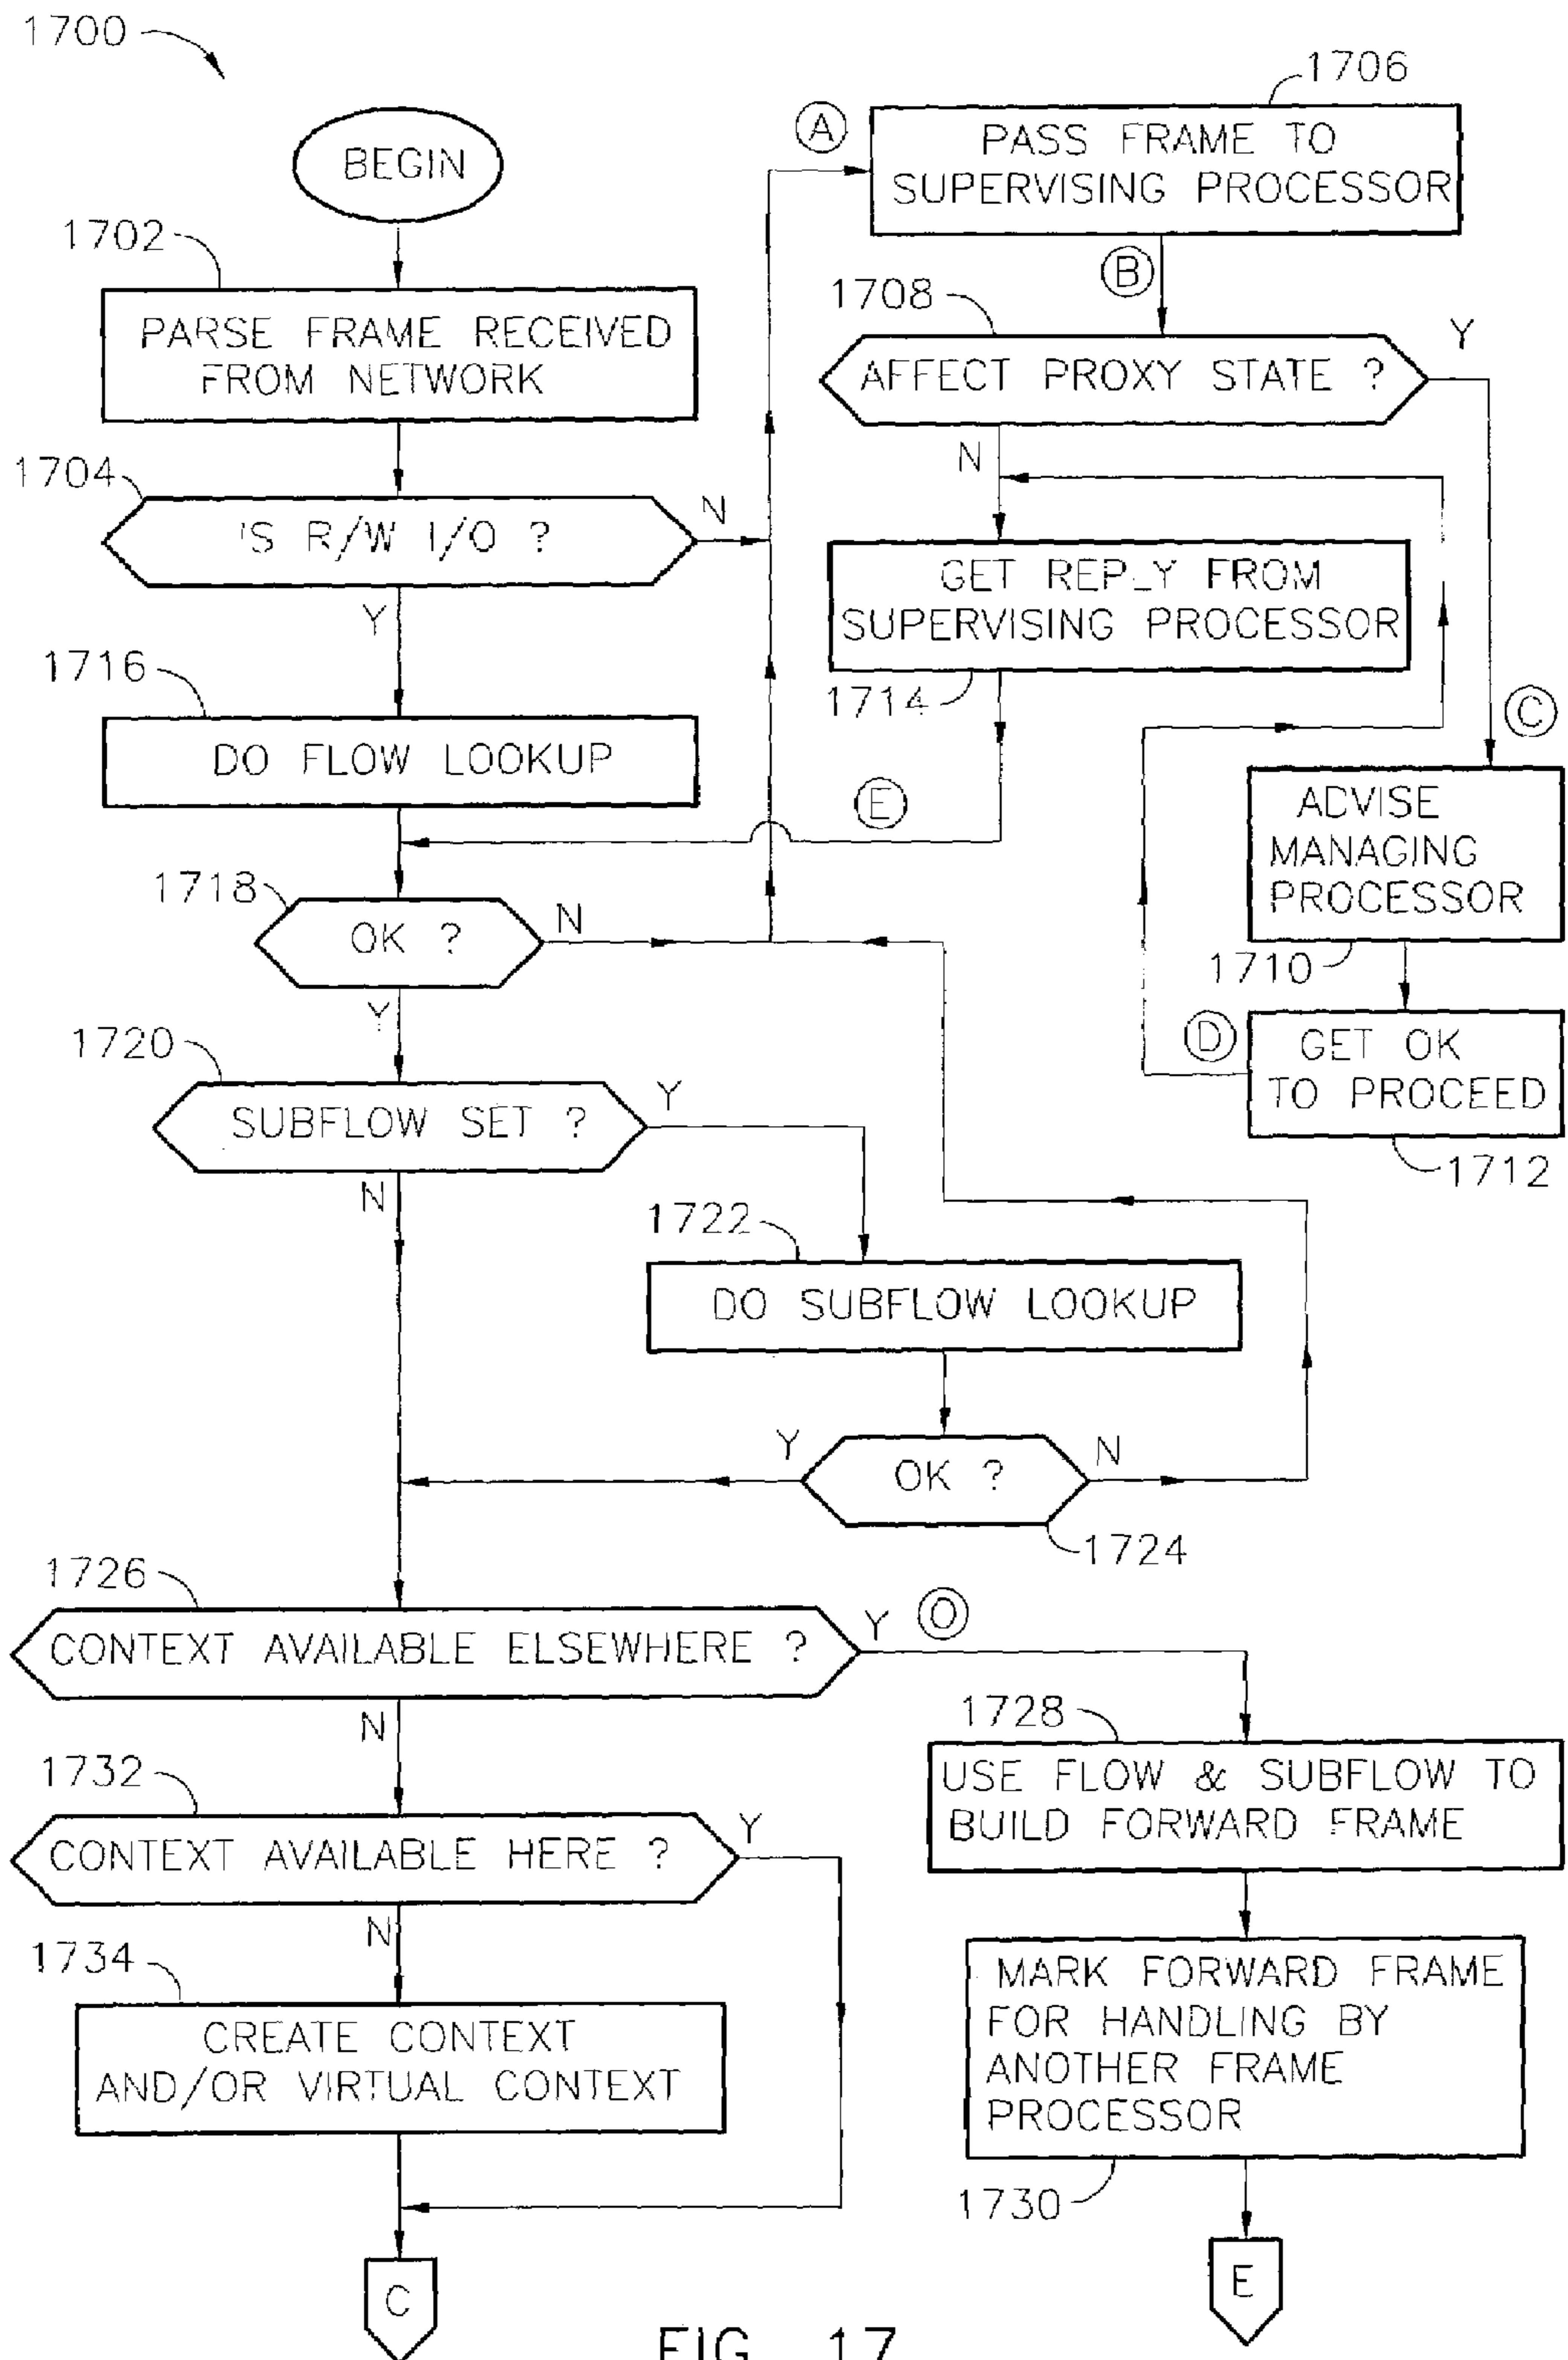 1700
BEGIN
1702
PARSE FRAME RECEIVED
FROM NETWORK
1704
'S R/W I/O ?
N
Y
1716
DO FLOW LOOKUP
1718
OK ?
N
Y
1720
SUBFLOW SET ?
Y
N
A
1706
PASS FRAME TO
SUPERVISING PROCESSOR
B
1708
AFFECT PROXY STATE ?
Y
N
GET REPLY FROM
SUPERVISING PROCESSOR
1714
E
C
ADVISE
MANAGING
PROCESSOR
1710
D
GET OK
TO PROCEED
1712
1722
DO SUBFLOW LOOKUP
Y
OK ?
N
1724
1726
CONTEXT AVAILABLE ELSEWHERE ?
Y
O
N
1728
USE FLOW & SUBFLOW TO
BUILD FORWARD FRAME
1732
CONTEXT AVAILABLE HERE ?
Y
N
1734
CREATE CONTEXT
AND/OR VIRTUAL CONTEXT
MARK FORWARD FRAME
FOR HANDLING BY
ANOTHER FRAME
PROCESSOR
1730
C
E
FIG. 17